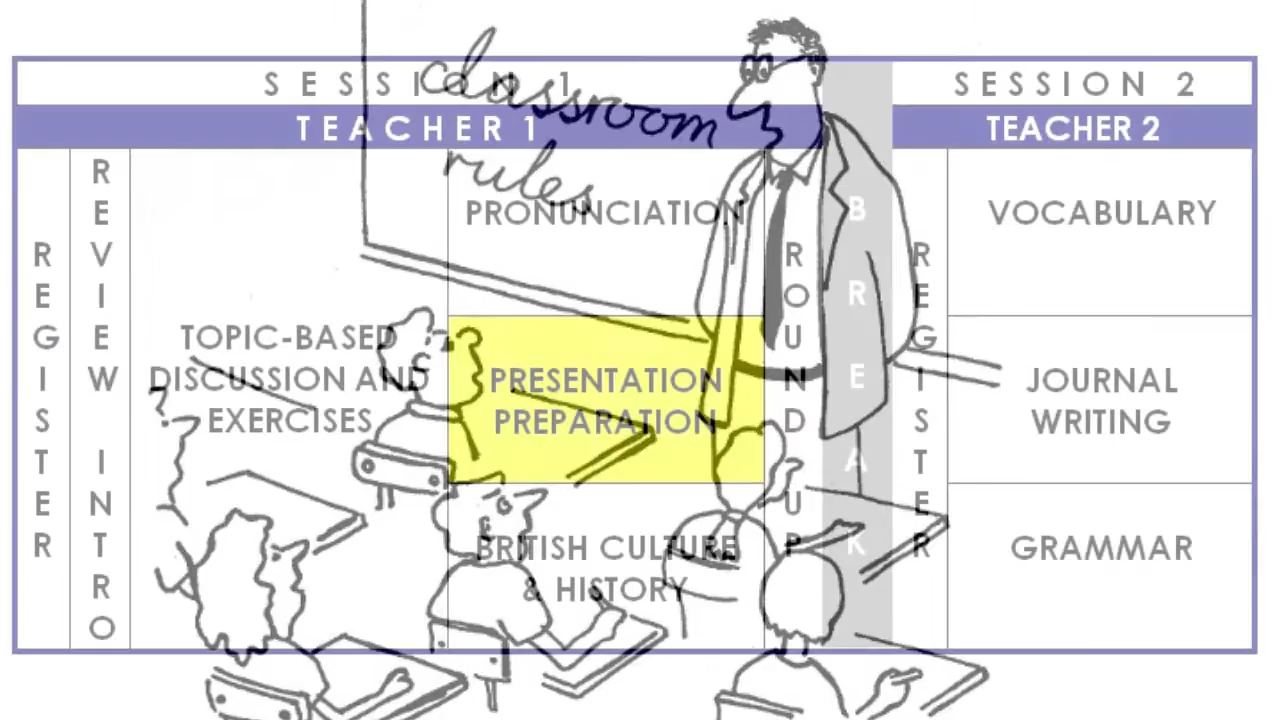 SESSION 1
SESSION 2
TEACHER 1
TEACHER 2
classroom
rules
REGISTER
REVIEW INTRO
TOPIC-BASED
DISCUSSION AND
EXERCISES
PRONUNCIATION
PRESENTATION
PREPARATION
BRITISH CULTURE
& HISTORY
ROUND UP
BREAK
REGISTER
VOCABULARY
JOURNAL
WRITING
GRAMMAR
?